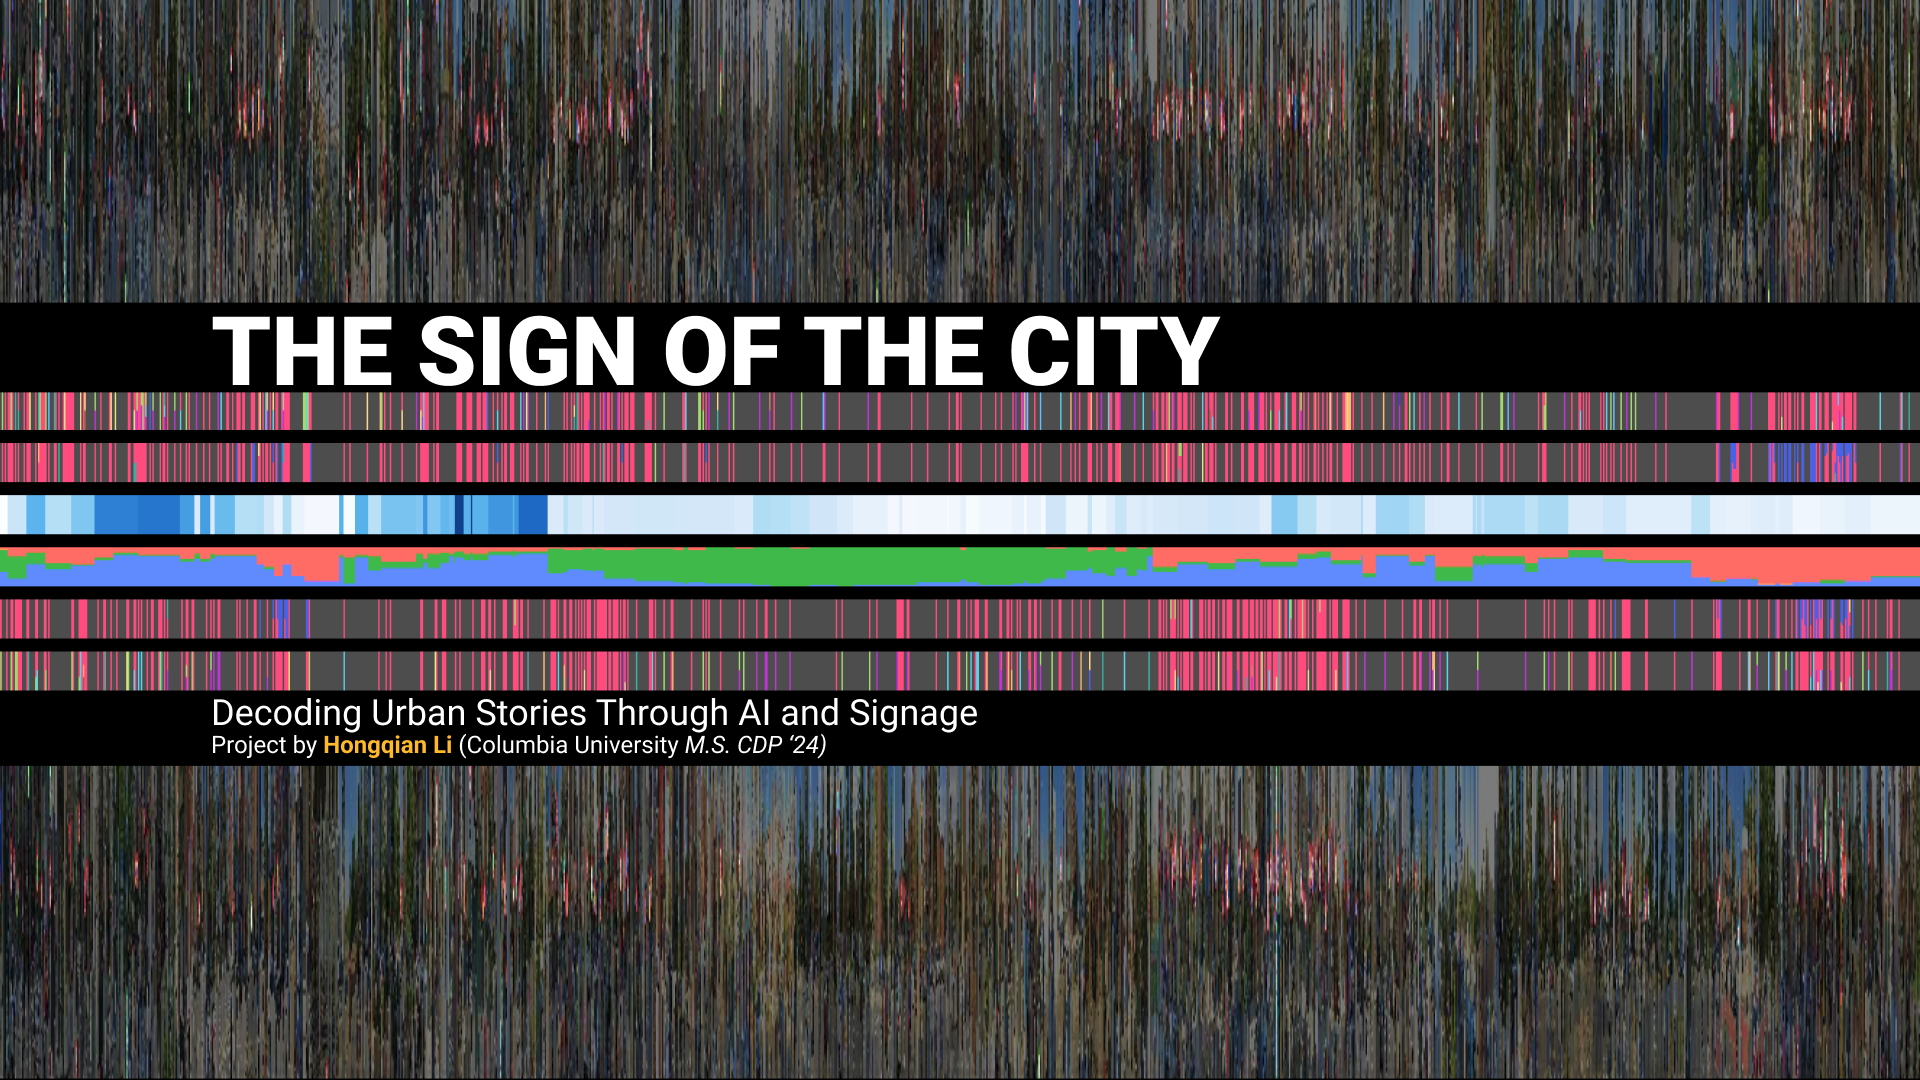 THE SIGN OF THE CITY
Decoding Urban Stories Through AI and Signage
Project by Hongqian Li (Columbia University M.S. CDP ‘24)